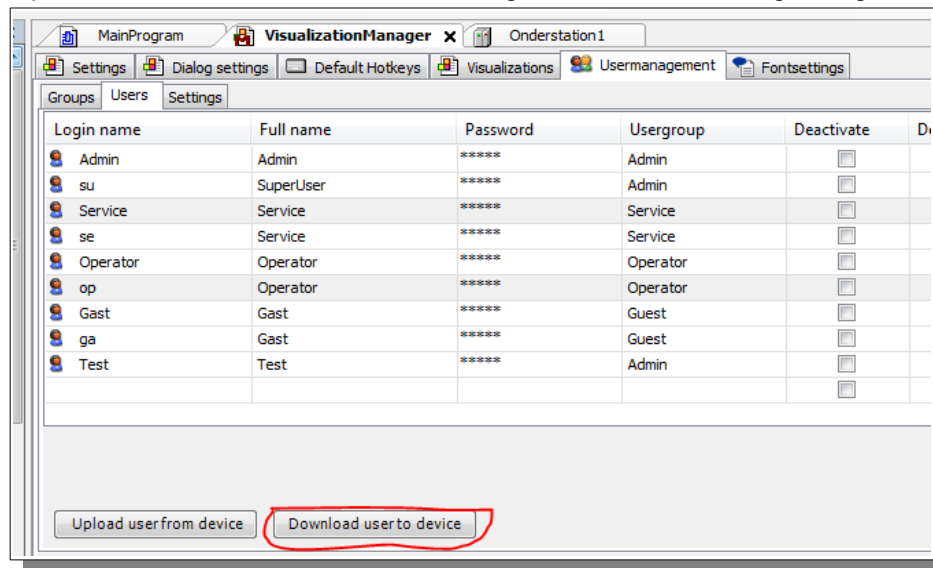 MainProgram VisualizationManager x Onderstation1
Settings Dialog settings Default Hotkeys Visualizations Usermanagement Fontsettings
Groups Users Settings
Login name Full name Password Usergroup Deactivate
Admin Admin ***** Admin
su SuperUser ***** Admin
Service Service ***** Service
se Service ***** Service
Operator Operator ***** Operator
op Operator ***** Operator
Gast Gast ***** Guest
ga Gast ***** Guest
Test Test ***** Admin
Upload user from device Download user to device